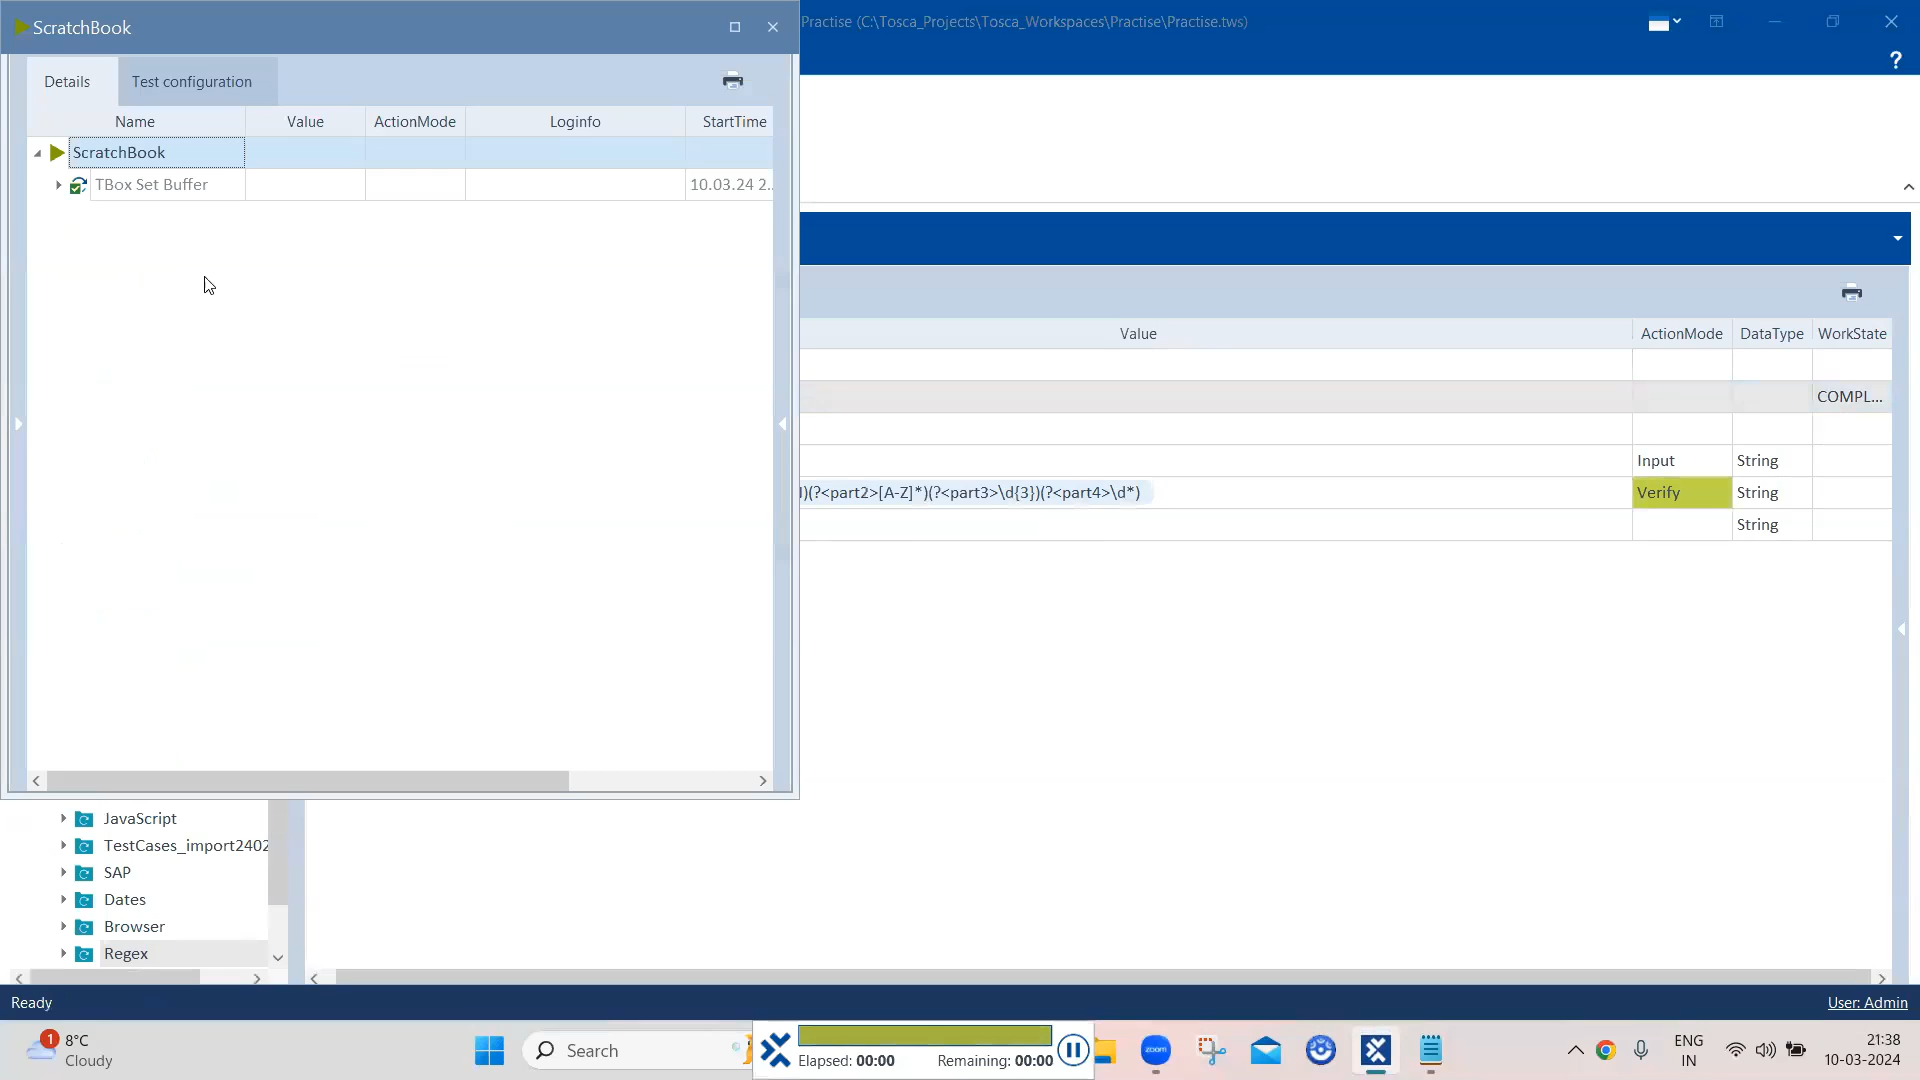 ScratchBook
Practise (C:\Tosca_Projects\Tosca_Workspaces\Practise\Practise.tws)
?
Details
Test configuration
Name
Value
ActionMode
Loginfo
StartTime
ScratchBook
TBox Set Buffer
10.03.24 2...
Value
ActionMode
DataType
WorkState
COMPL...
Input
String
)(?<part2>[A-Z]*)(?<part3>\d{3})(?<part4>\d*)
Verify
String
String
JavaScript
TestCases_import2402
SAP
Dates
Browser
Regex
Ready
User: Admin
1
8°C
Cloudy
Search
Elapsed: 00:00
Remaining: 00:00
zoom
ENG
IN
21:38
10-03-2024